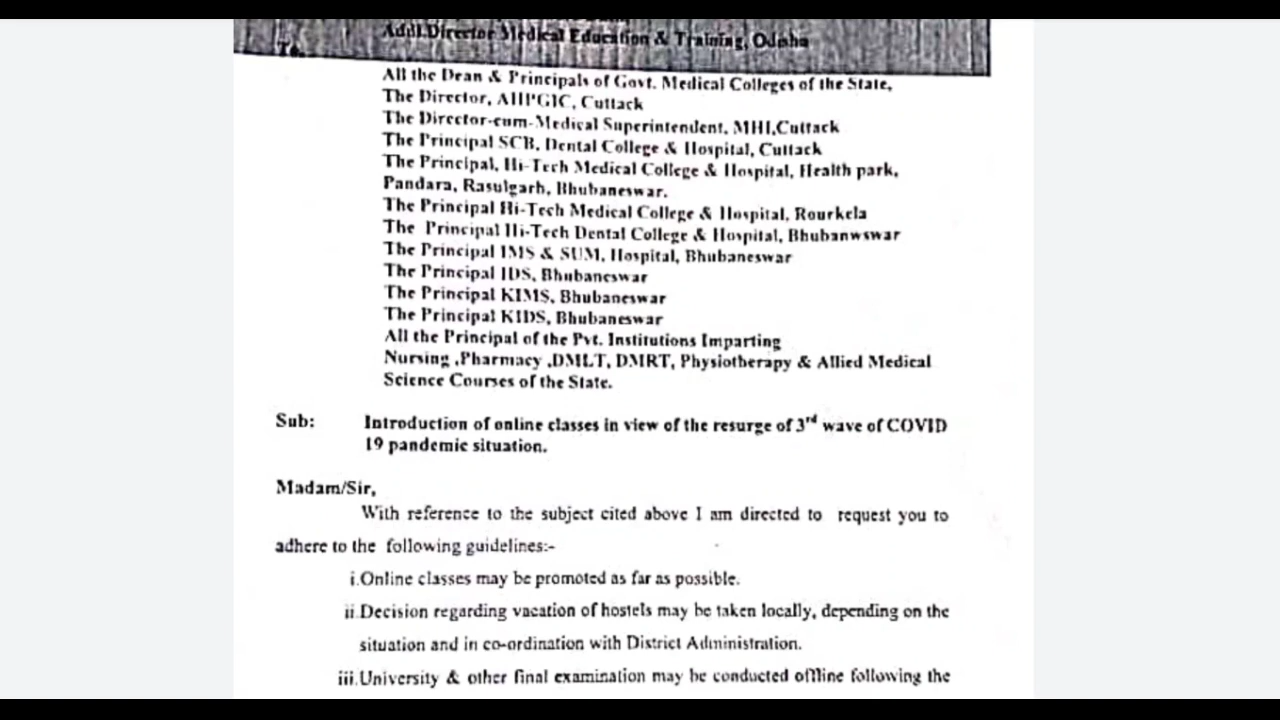 Addl.Director Medical Education & Training, Odisha
To,
All the Dean & Principals of Govt. Medical Colleges of the State,
The Director, AHPGIC, Cuttack
The Director-cum-Medical Superintendent, MHI,Cuttack
The Principal SCB, Dental College & Hospital, Cuttack
The Principal, Hi-Tech Medical College & Hospital, Health park,
Pandara, Rasulgarh, Bhubaneswar.
The Principal Hi-Tech Medical College & Hospital, Rourkela
The Principal Hi-Tech Dental College & Hospital, Bhubanwswar
The Principal IMS & SUM, Hospital, Bhubaneswar
The Principal IDS, Bhubaneswar
The Principal KIMS, Bhubaneswar
The Principal KIDS, Bhubaneswar
All the Principal of the Pvt. Institutions Imparting
Nursing ,Pharmacy ,DMLT, DMRT, Physiotherapy & Allied Medical
Science Courses of the State.
Sub: Introduction of online classes in view of the resurge of 3rd wave of COVID
19 pandemic situation.
Madam/Sir,
With reference to the subject cited above I am directed to request you to
adhere to the following guidelines:-
i.Online classes may be promoted as far as possible.
ii.Decision regarding vacation of hostels may be taken locally, depending on the
situation and in co-ordination with District Administration.
iii.University & other final examination may be conducted offline following the